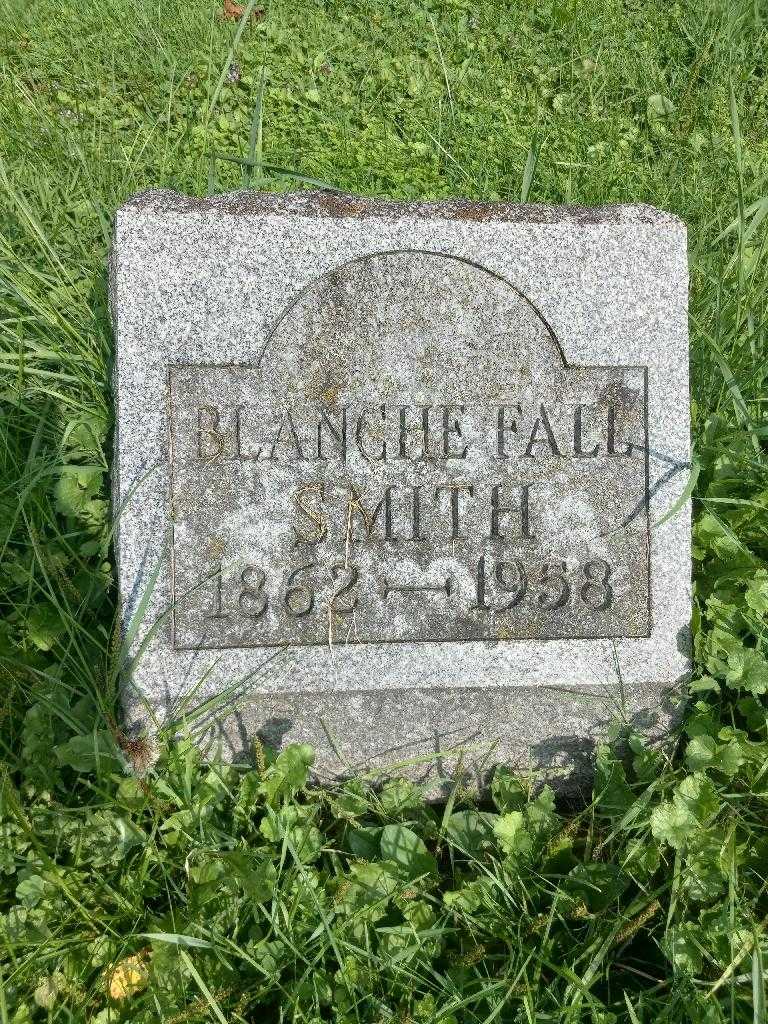 BLANCHE FALL
SMITH
1862 — 1958